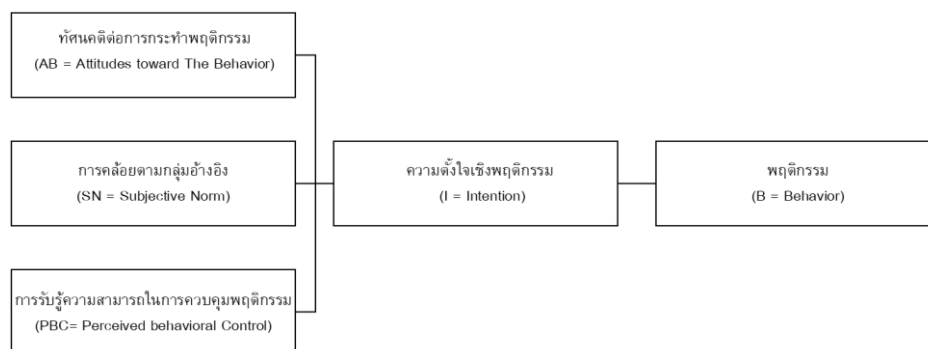 ทัศนคติต่อการกระทำพฤติกรรม
(AB = Attitudes toward The Behavior)
การคล้อยตามกลุ่มอ้างอิง
(SN = Subjective Norm)
การรับรู้ความสามารถในการควบคุมพฤติกรรม
(PBC= Perceived behavioral Control)
ความตั้งใจเชิงพฤติกรรม
(I = Intention)
พฤติกรรม
(B = Behavior)